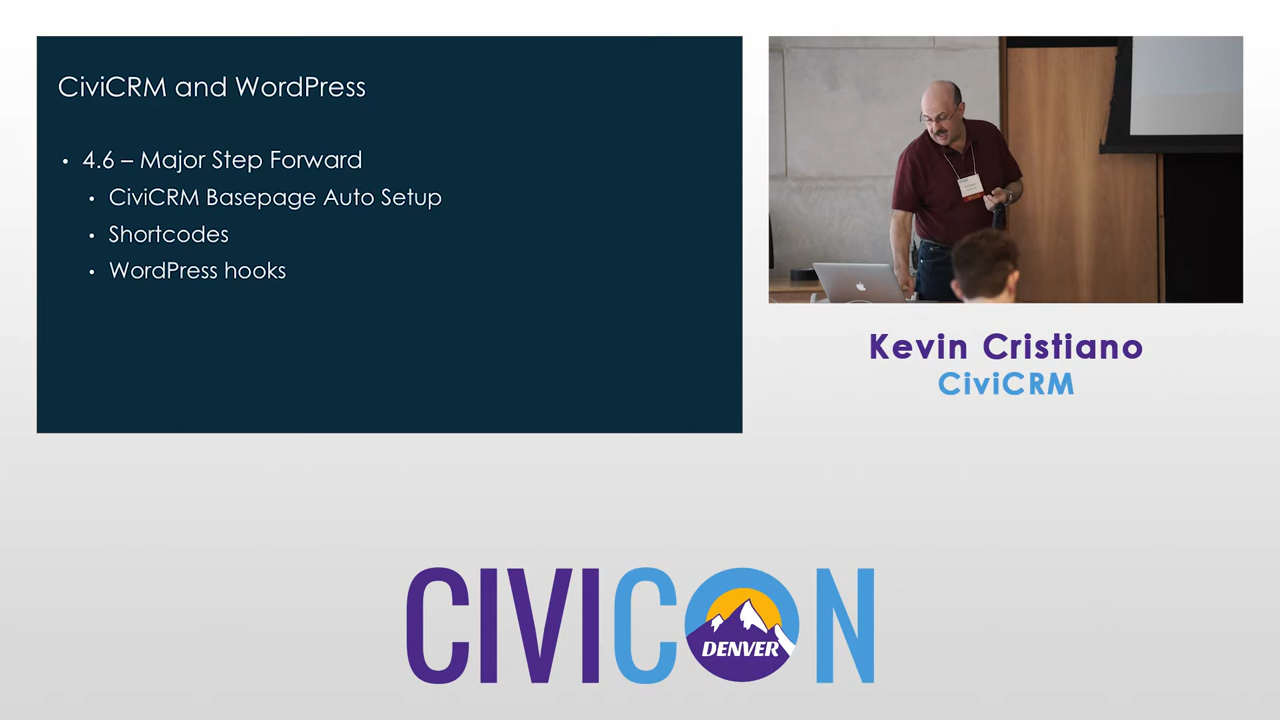 CiviCRM and WordPress
• 4.6 – Major Step Forward
• CiviCRM Basepage Auto Setup
• Shortcodes
• WordPress hooks
Kevin Cristiano
CiviCRM
CIVICON
DENVER